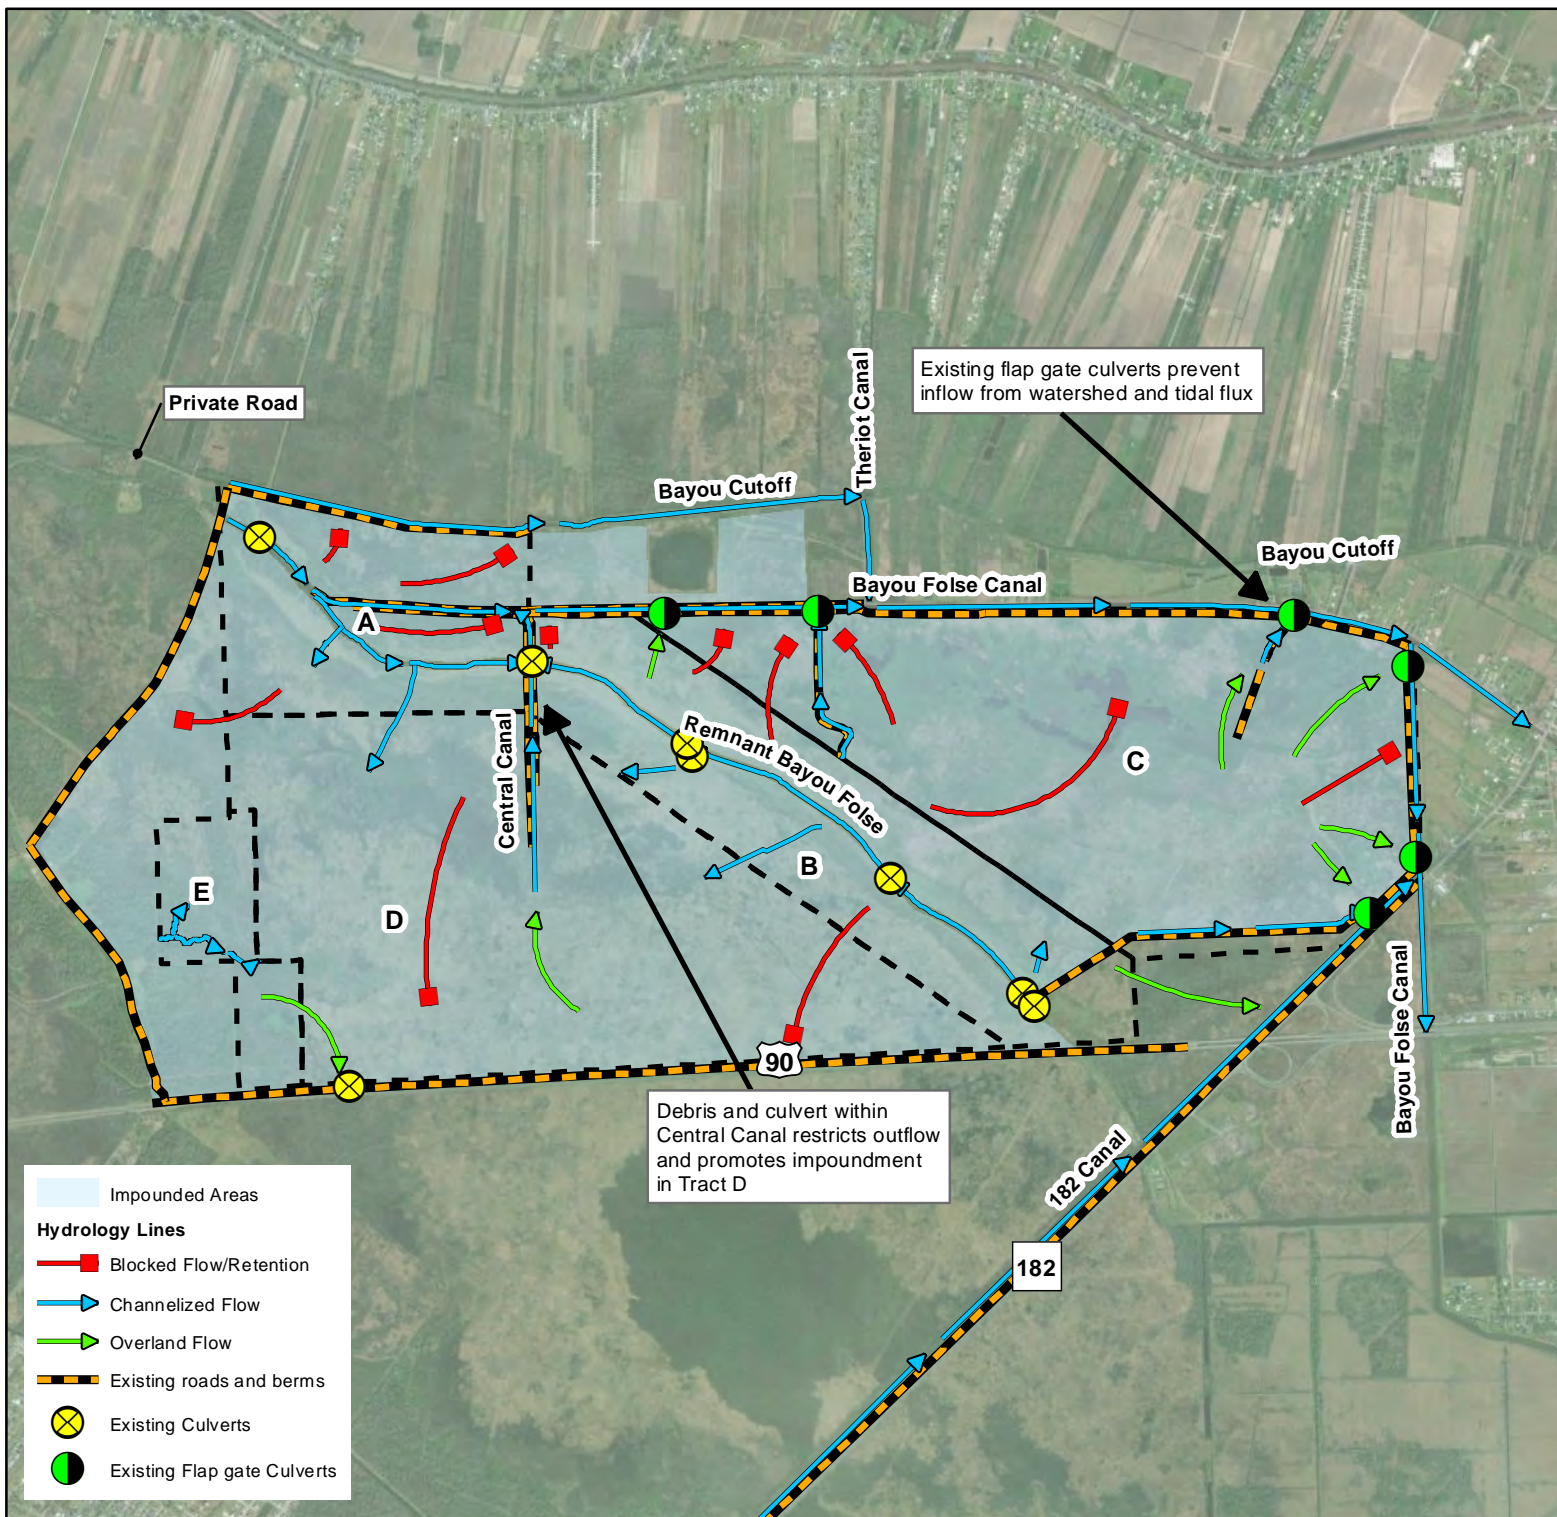 Theriot Canal
Existing flap gate culverts prevent
inflow from watershed and tidal flux
Private Road
Bayou Cutoff
Bayou Cutoff
Bayou Folse Canal
A
Central Canal
Remnant Bayou Folse
C
B
E
D
Bayou Folse Canal
90
Debris and culvert within
Central Canal restricts outflow
and promotes impoundment
in Tract D
182 Canal
182
Impounded Areas
Hydrology Lines
Blocked Flow/Retention
Channelized Flow
Overland Flow
Existing roads and berms
Existing Culverts
Existing Flap gate Culverts